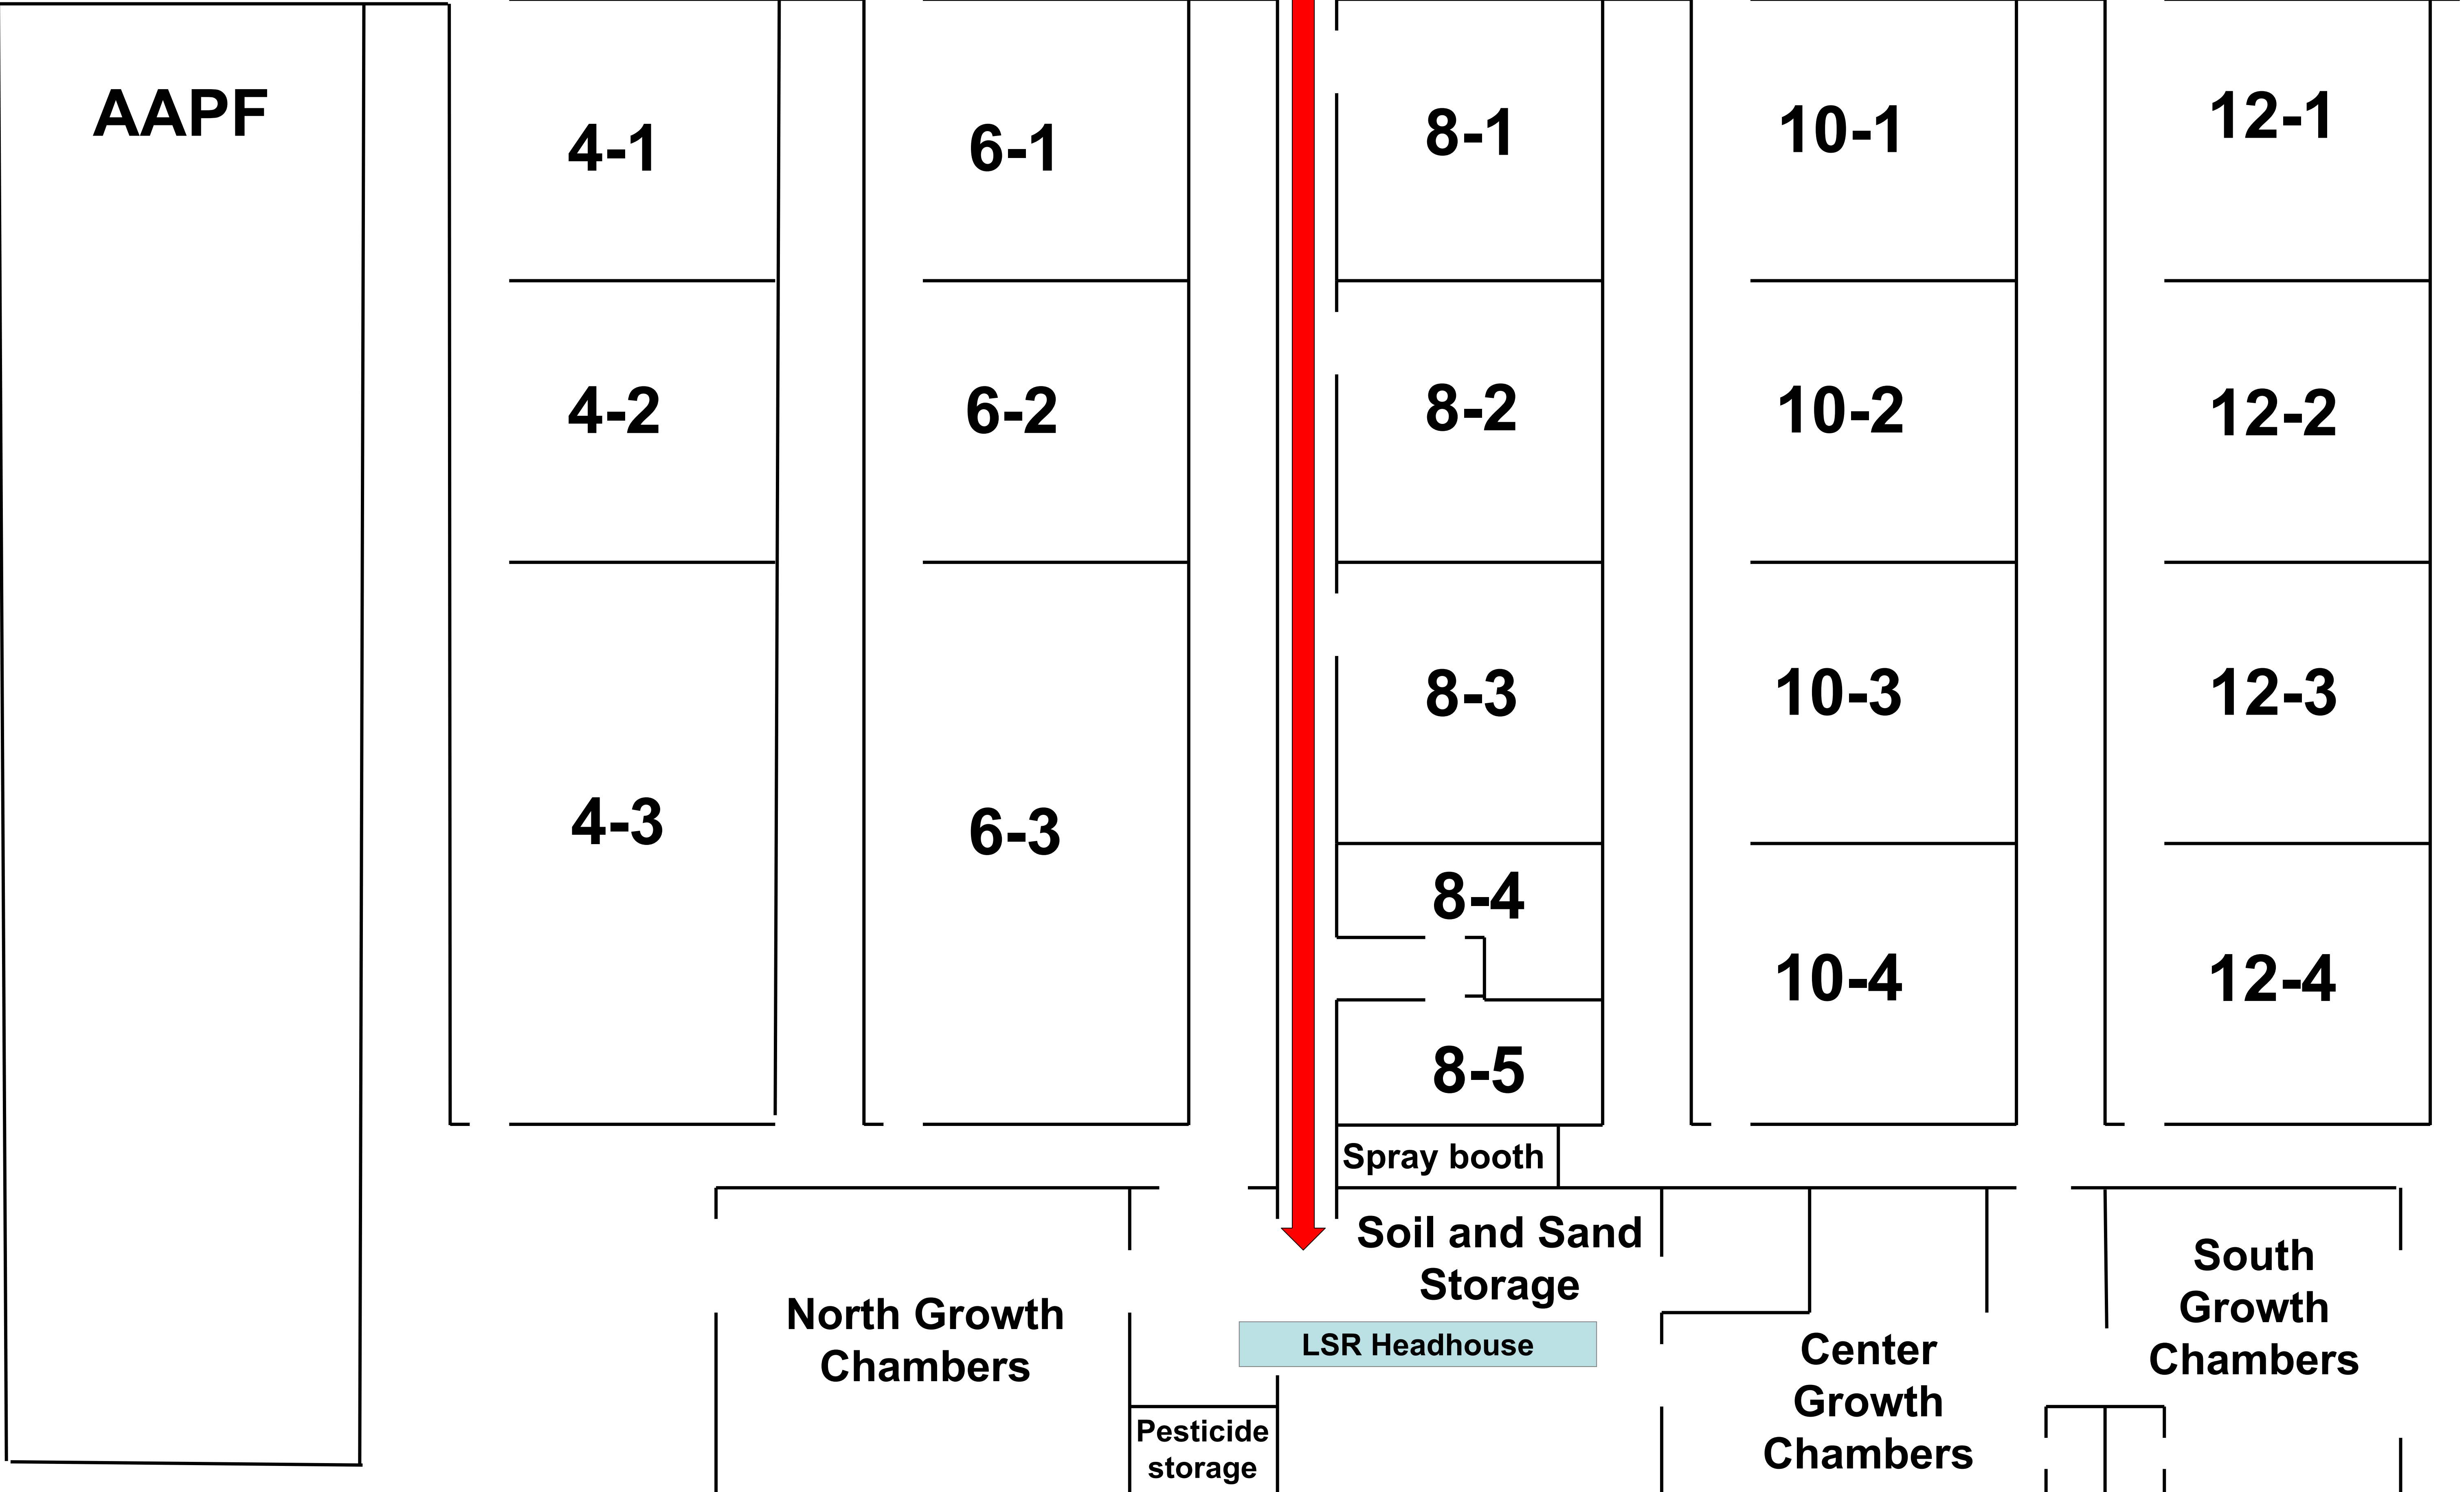 AAPF
4-1
6-1
8-1
10-1
12-1
4-2
6-2
8-2
10-2
12-2
4-3
6-3
8-3
10-3
12-3
8-4
10-4
12-4
8-5
Spray booth
Soil and Sand
Storage
North Growth
Chambers
LSR Headhouse
Center
Growth
Chambers
South
Growth
Chambers
Pesticide
storage